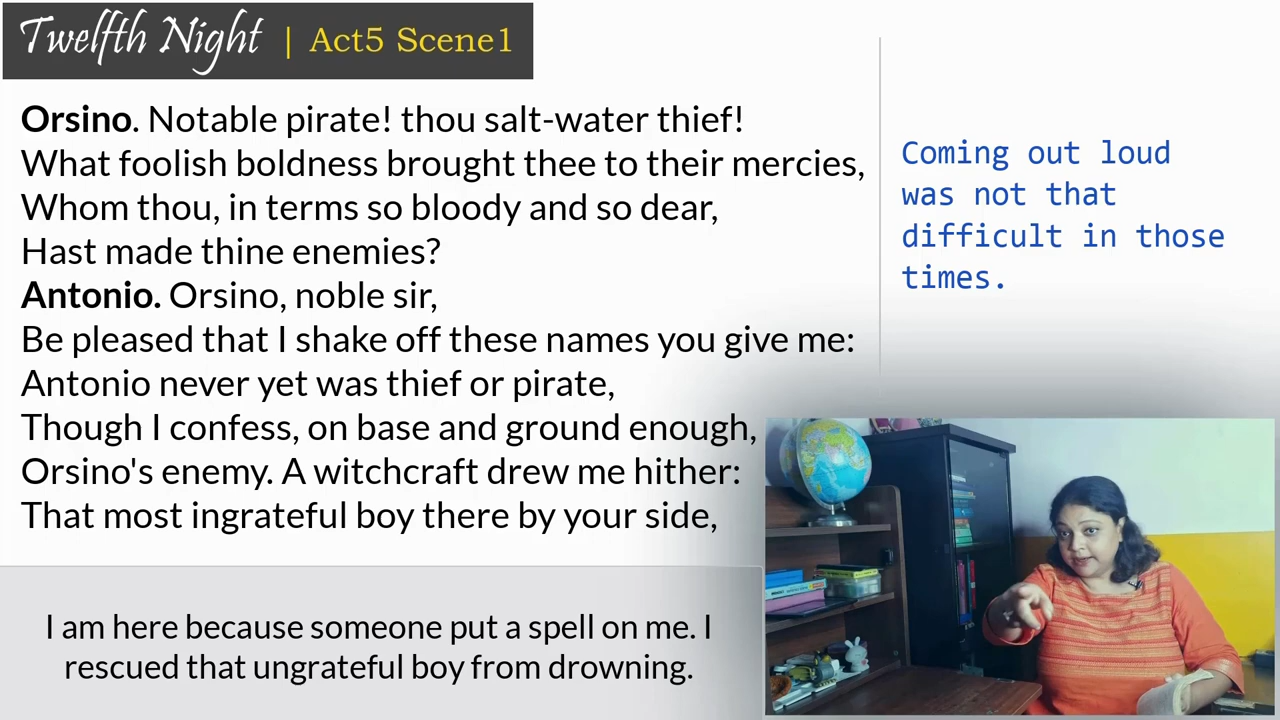 Twelfth Night | Act5 Scene1
Orsino. Notable pirate! thou salt-water thief!
What foolish boldness brought thee to their mercies,
Whom thou, in terms so bloody and so dear,
Hast made thine enemies?
Antonio. Orsino, noble sir,
Be pleased that I shake off these names you give me:
Antonio never yet was thief or pirate,
Though I confess, on base and ground enough,
Orsino's enemy. A witchcraft drew me hither:
That most ingrateful boy there by your side,
Coming out loud
was not that
difficult in those
times.
I am here because someone put a spell on me. I
rescued that ungrateful boy from drowning.